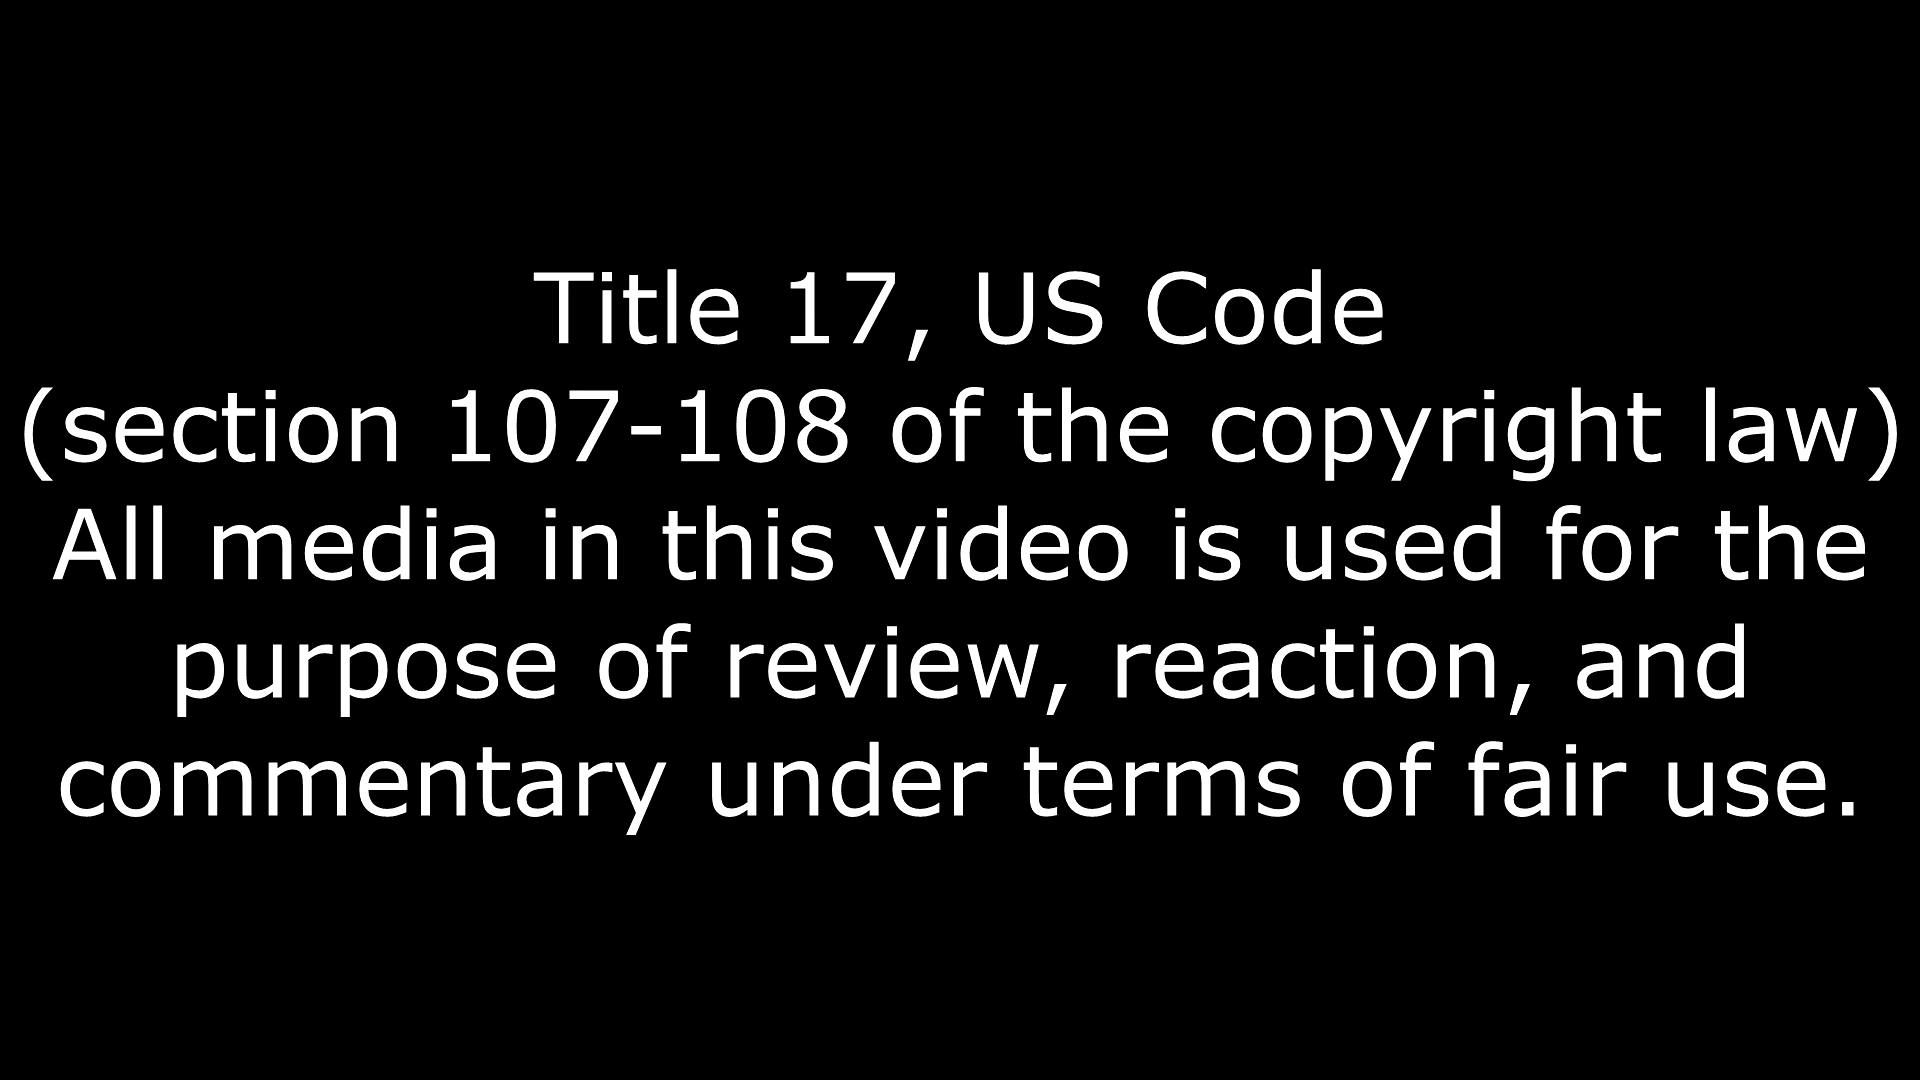 Title 17, US Code
(section 107-108 of the copyright law)
All media in this video is used for the
purpose of review, reaction, and
commentary under terms of fair use.